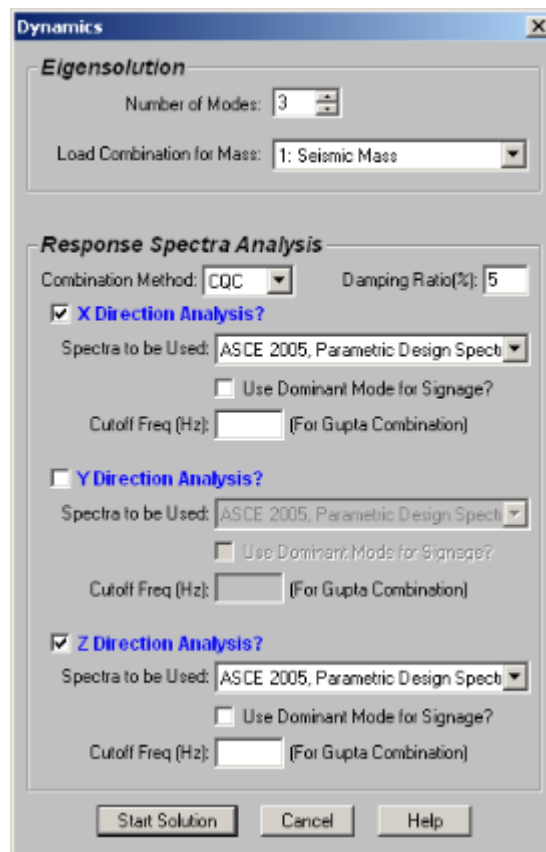 Dynamics
Eigensolution
Number of Modes: 3
Load Combination for Mass: 1: Seismic Mass
Response Spectra Analysis
Combination Method: CQC Damping Ratio(%): 5
X Direction Analysis?
Spectra to be Used: ASCE 2005, Parametric Design Spect
Use Dominant Mode for Signage?
Cutoff Freq (Hz): (For Gupta Combination)
Y Direction Analysis?
Spectra to be Used: ASCE 2005, Parametric Design Spect
Use Dominant Mode for Signage?
Cutoff Freq (Hz): (For Gupta Combination)
Z Direction Analysis?
Spectra to be Used: ASCE 2005, Parametric Design Spect
Use Dominant Mode for Signage?
Cutoff Freq (Hz): (For Gupta Combination)
Start Solution Cancel Help